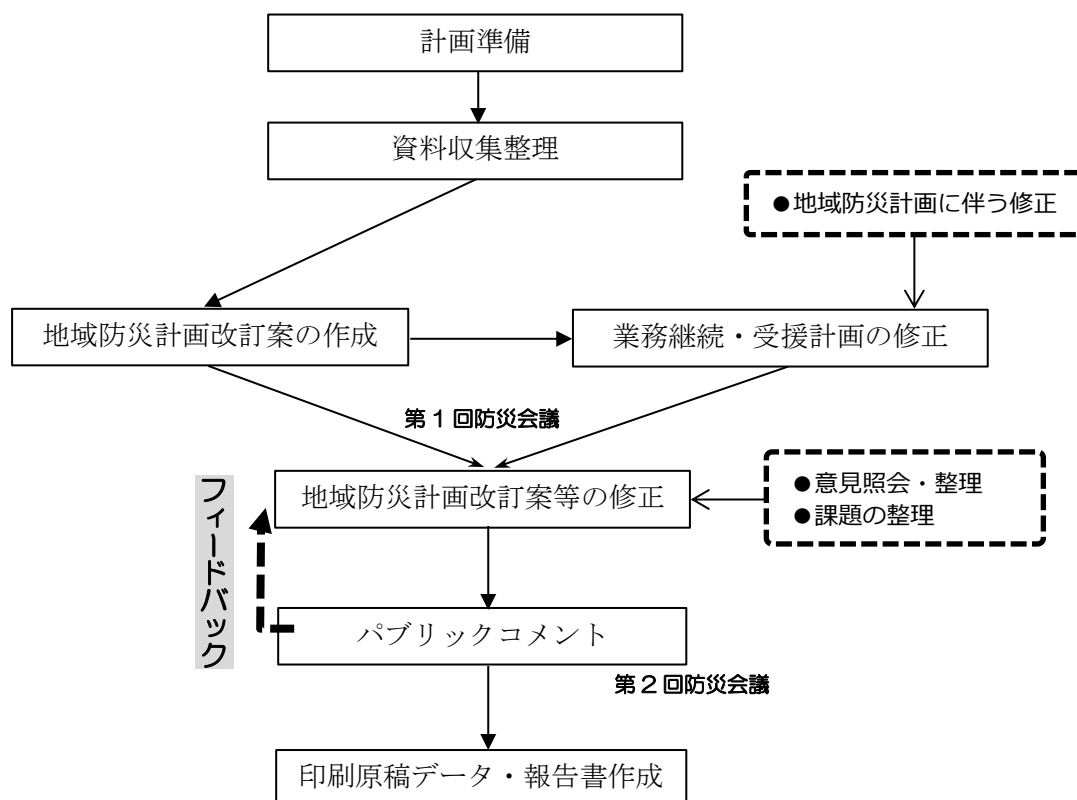 計画準備
資料収集整理
●地域防災計画に伴う修正
地域防災計画改訂案の作成
業務継続・受援計画の修正
第1回防災会議
地域防災計画改訂案等の修正
●意見照会・整理
●課題の整理
フィードバック
パブリックコメント
第2回防災会議
印刷原稿データ・報告書作成